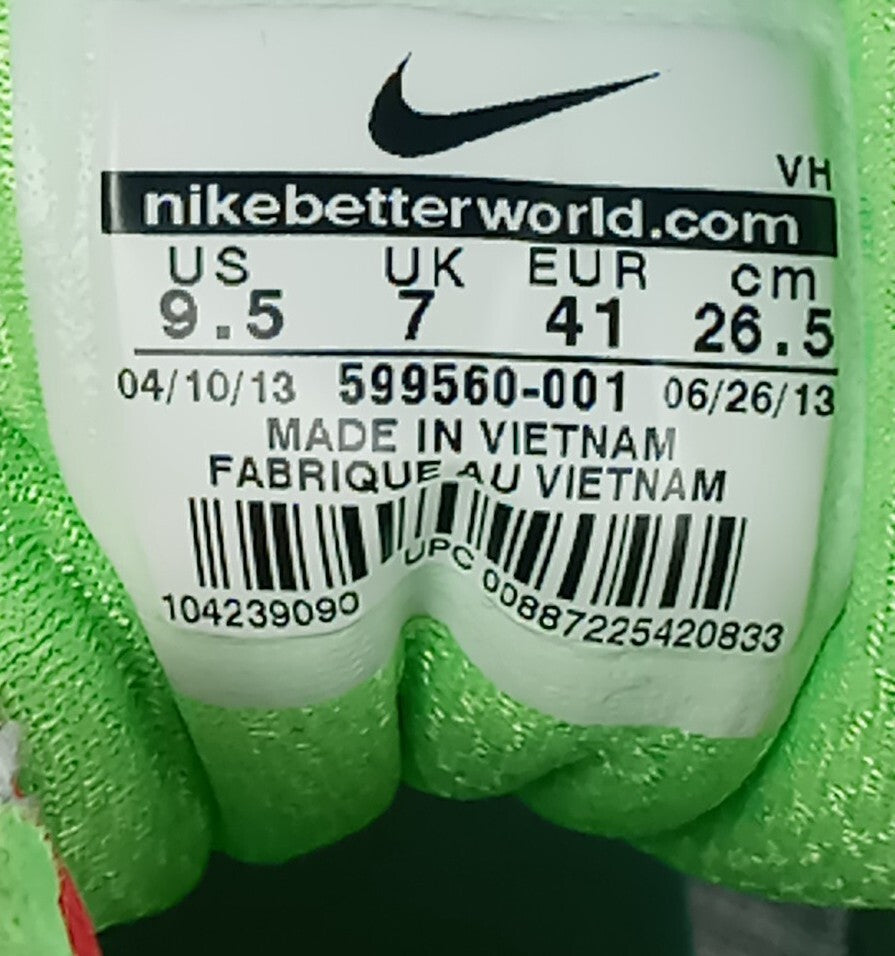 VH
nikebetterworld.com
US UK EUR cm
9.5 7 41 26.5
04/10/13 599560-001 06/26/13
MADE IN VIETNAM
FABRIQUE AU VIETNAM
104239090 UPC 00887225420833